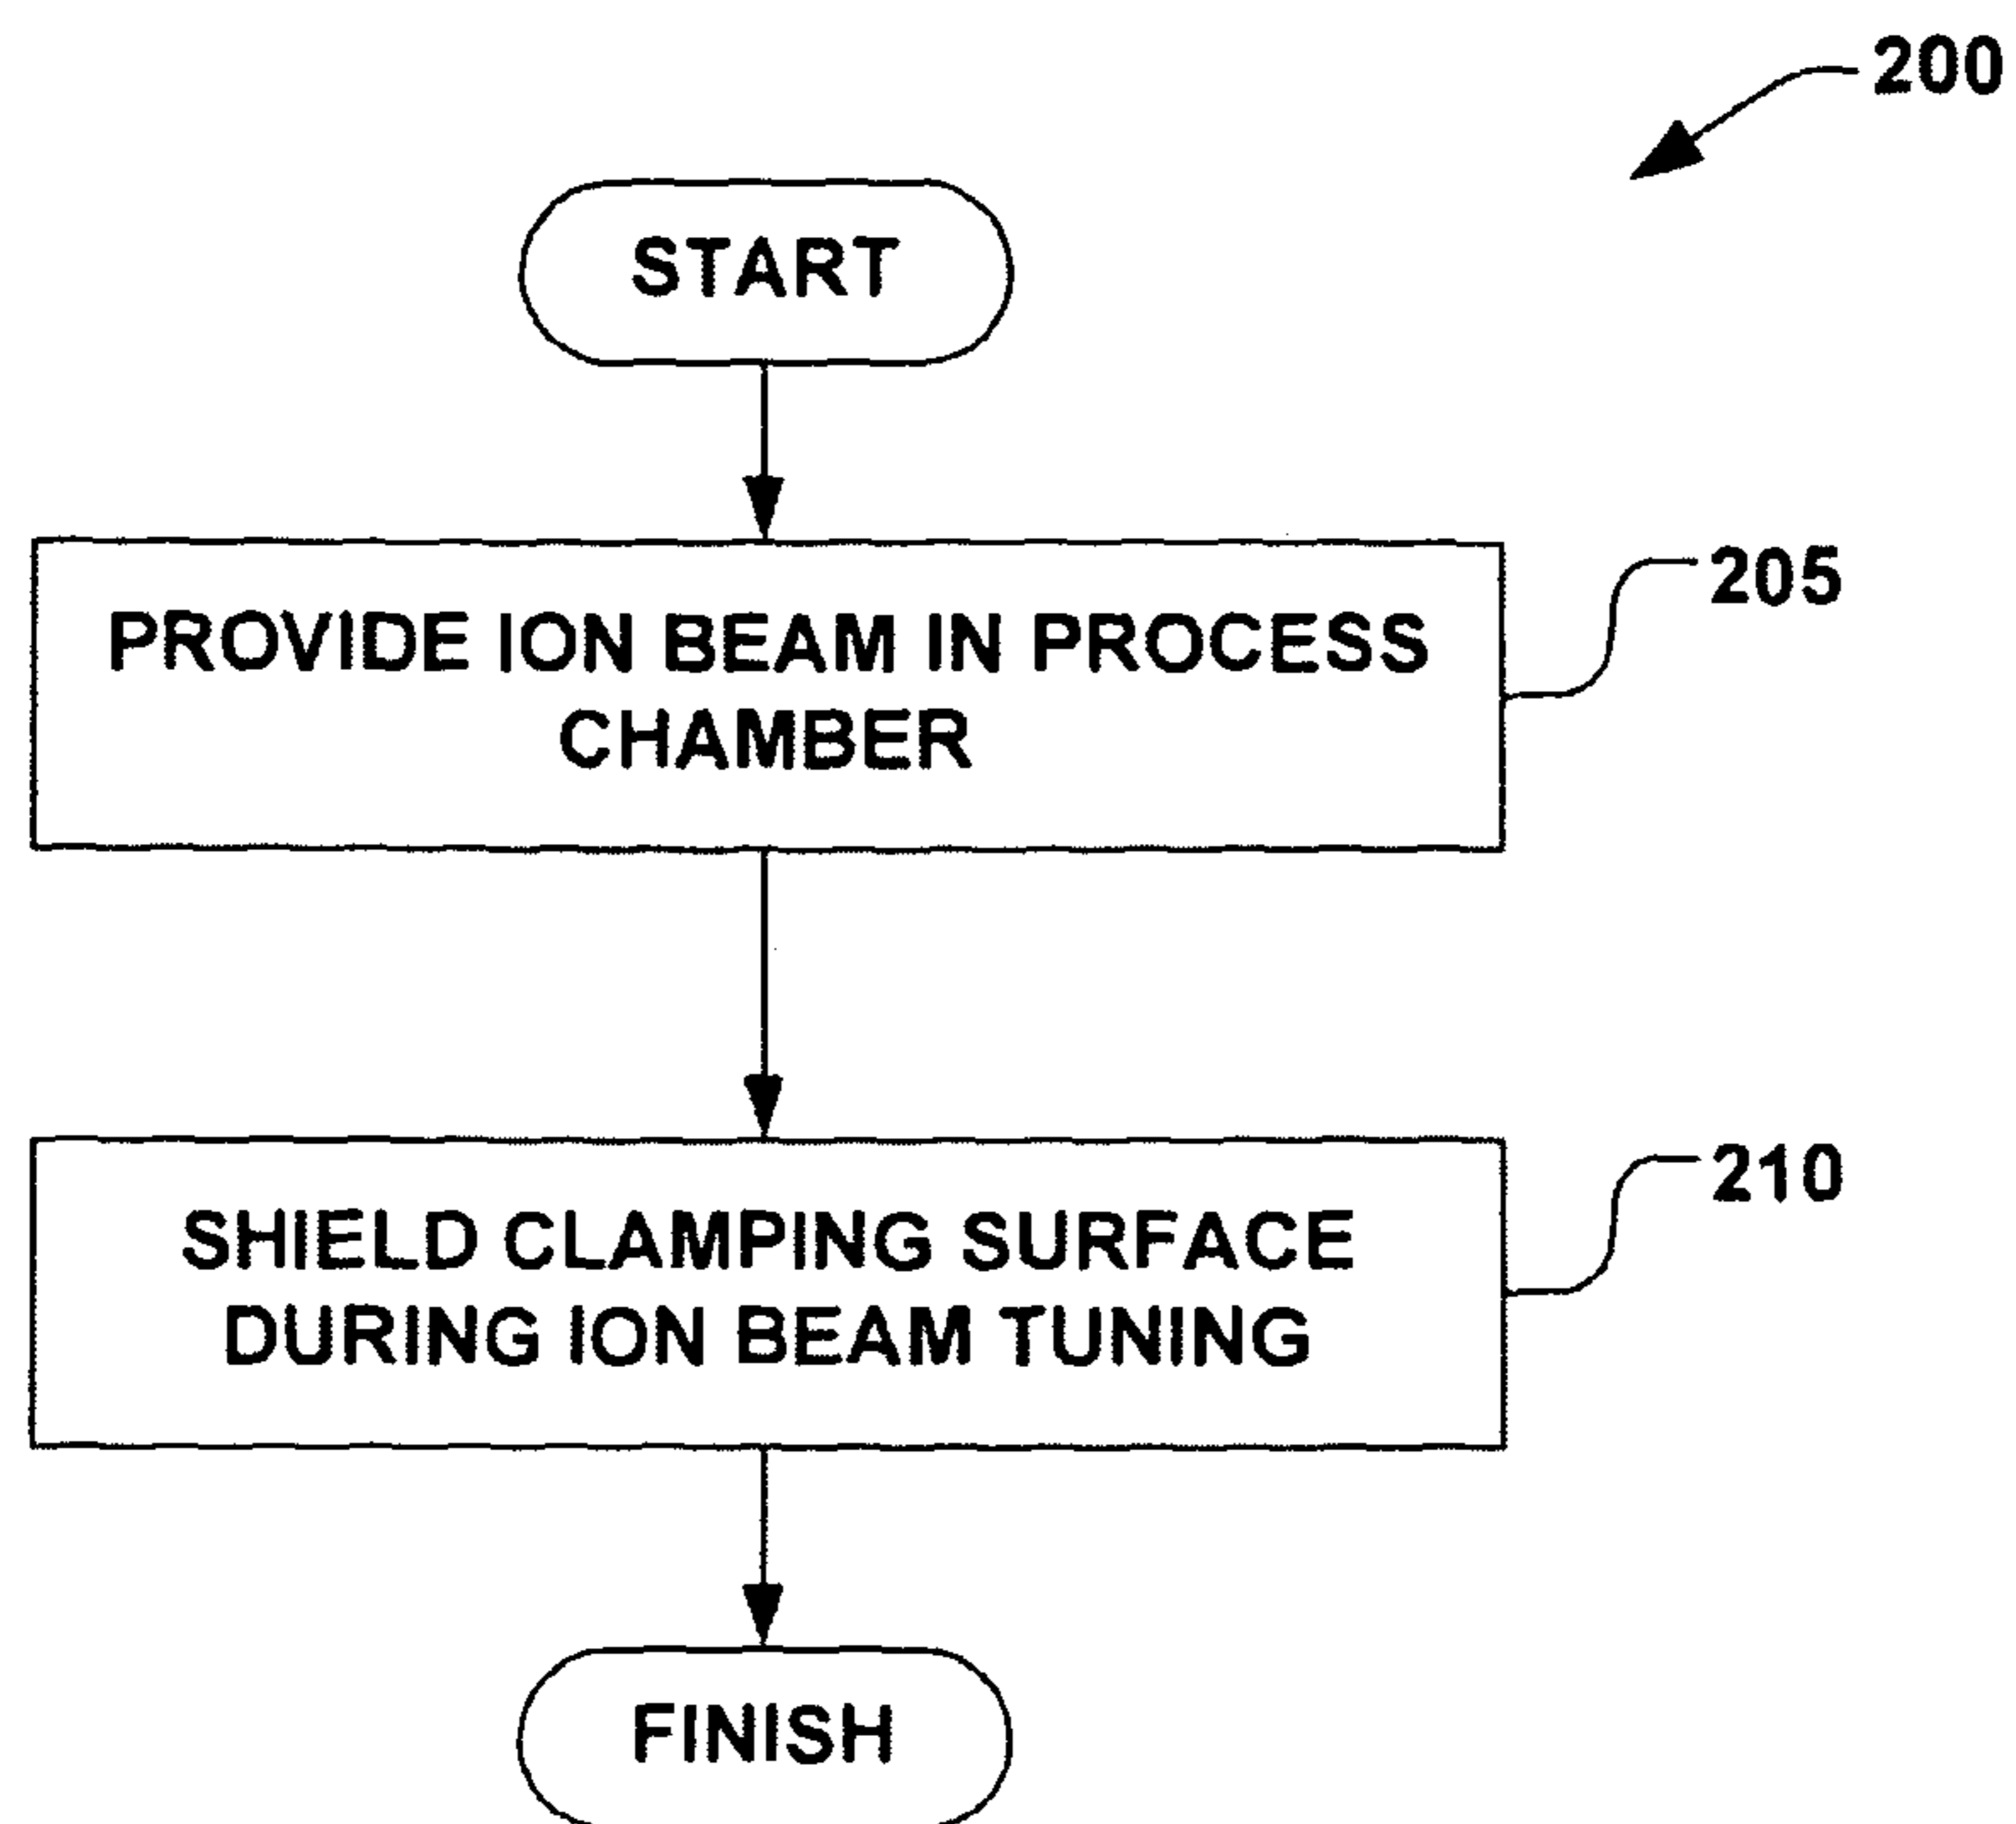 200
START
PROVIDE ION BEAM IN PROCESS
CHAMBER
205
SHIELD CLAMPING SURFACE
DURING ION BEAM TUNING
210
FINISH